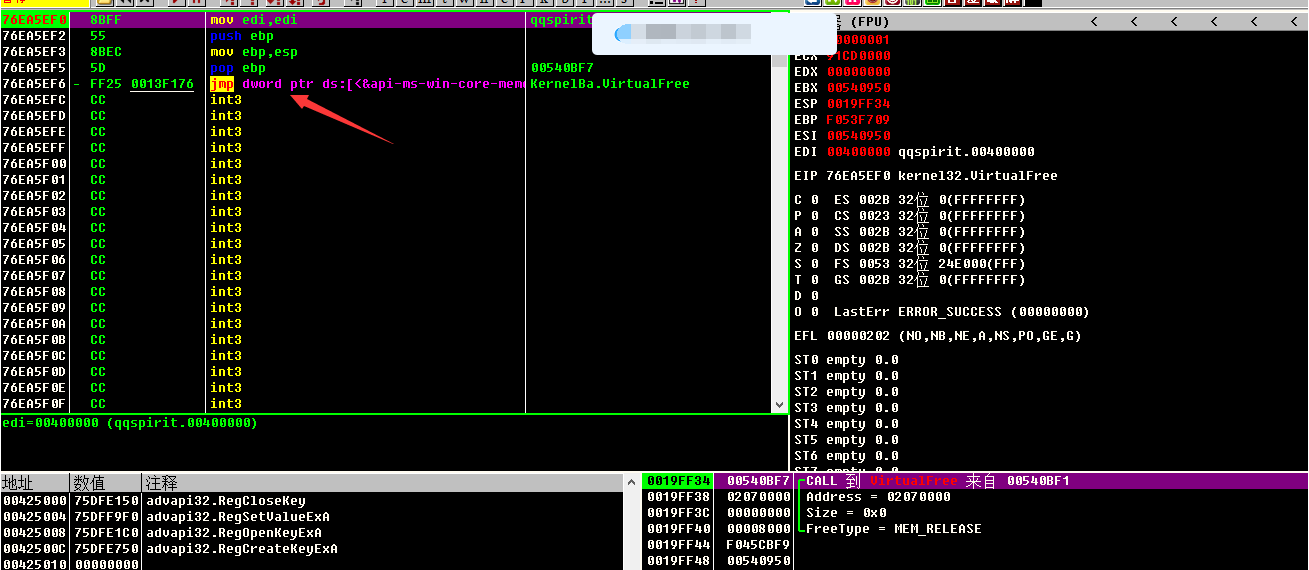 76EA5EF0 8BFF mov edi,edi qqspirit
76EA5EF2 55 push ebp
76EA5EF3 8BEC mov ebp,esp
76EA5EF5 5D pop ebp 00540BF7
76EA5EF6 - FF25 0013F176 jmp dword ptr ds:[<&api-ms-win-core-mem KernelBa.VirtualFree
76EA5EFC CC int3
76EA5EFD CC int3
76EA5EFE CC int3
76EA5EFF CC int3
76EA5F00 CC int3
76EA5F01 CC int3
76EA5F02 CC int3
76EA5F03 CC int3
76EA5F04 CC int3
76EA5F05 CC int3
76EA5F06 CC int3
76EA5F07 CC int3
76EA5F08 CC int3
76EA5F09 CC int3
76EA5F0A CC int3
76EA5F0B CC int3
76EA5F0C CC int3
76EA5F0D CC int3
76EA5F0E CC int3
76EA5F0F CC int3
edi=00400000 (qqspirit.00400000)
(FPU) < < < < < <
0000001
ECX 91CD0000
EDX 00000000
EBX 00540950
ESP 0019FF34
EBP F053F709
ESI 00540950
EDI 00400000 qqspirit.00400000
EIP 76EA5EF0 kernel32.VirtualFree
C 0 ES 002B 32位 0(FFFFFFFF)
P 0 CS 0023 32位 0(FFFFFFFF)
A 0 SS 002B 32位 0(FFFFFFFF)
Z 0 DS 002B 32位 0(FFFFFFFF)
S 0 FS 0053 32位 24E000(FFF)
T 0 GS 002B 32位 0(FFFFFFFF)
D 0
O 0 LastErr ERROR_SUCCESS (00000000)
EFL 00000202 (NO,NB,NE,A,NS,PO,GE,G)
ST0 empty 0.0
ST1 empty 0.0
ST2 empty 0.0
ST3 empty 0.0
ST4 empty 0.0
ST5 empty 0.0
ST6 empty 0.0
ST7 empty 0.0
地址 数值 注释
00425000 75DFE150 advapi32.RegCloseKey
00425004 75DFF9F0 advapi32.RegSetValueExA
00425008 75DFE1C0 advapi32.RegOpenKeyExA
0042500C 75DFE750 advapi32.RegCreateKeyExA
00425010 00000000
0019FF34 00540BF7 CALL 到 VirtualFree 来自 00540BF1
0019FF38 02070000 Address = 02070000
0019FF3C 00000000 Size = 0x0
0019FF40 00008000 FreeType = MEM_RELEASE
0019FF44 F045CBF9
0019FF48 00540950